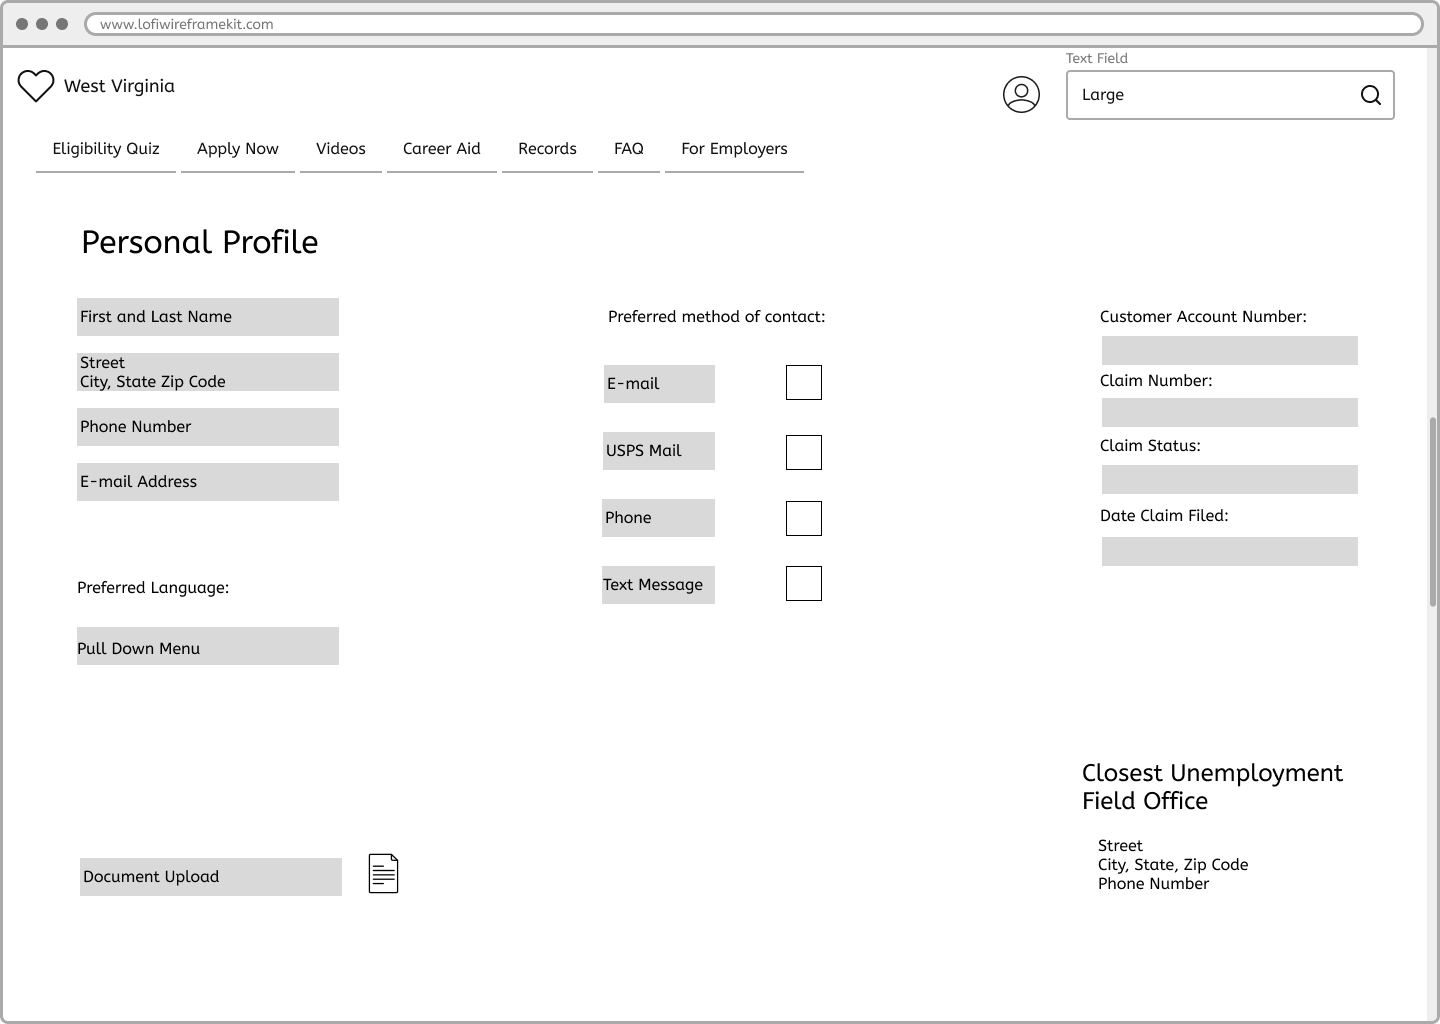 www.lofiwireframekit.com
Text Field
West Virginia
Large
Eligibility Quiz
Apply Now
Videos
Career Aid
Records
FAQ
For Employers
Personal Profile
First and Last Name
Street
City, State Zip Code
Phone Number
E-mail Address
Preferred Language:
Pull Down Menu
Document Upload
Preferred method of contact:
E-mail
USPS Mail
Phone
Text Message
Customer Account Number:
Claim Number:
Claim Status:
Date Claim Filed:
Closest Unemployment
Field Office
Street
City, State, Zip Code
Phone Number